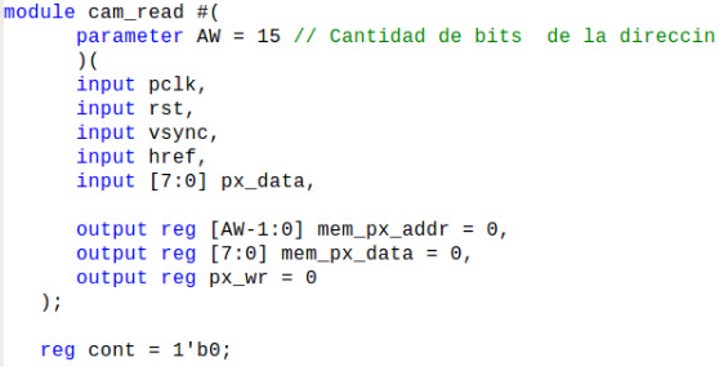 module cam_read #(
parameter AW = 15 // Cantidad de bits  de la direccin
)(
input pclk,
input rst,
input vsync,
input href,
input [7:0] px_data,
output reg [AW-1:0] mem_px_addr = 0,
output reg [7:0] mem_px_data = 0,
output reg px_wr = 0
);
reg cont = 1'b0;